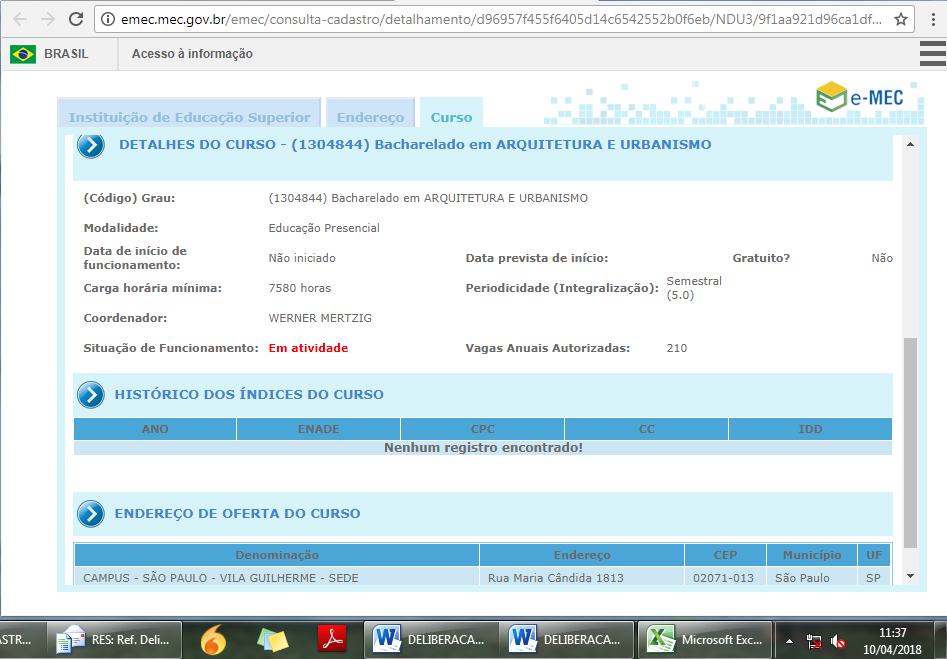 emec.mec.gov.br/emec/consulta-cadastro/detalhamento/d96957f455f6405d14c6542552b0f6eb/NDU3/9f1aa921d96ca1df...
BRASIL Acesso à informação
e-MEC
Instituição de Educação Superior Endereço Curso
DETALHES DO CURSO - (1304844) Bacharelado em ARQUITETURA E URBANISMO
(Código) Grau: (1304844) Bacharelado em ARQUITETURA E URBANISMO
Modalidade: Educação Presencial
Data de início de funcionamento: Não iniciado Data prevista de início: Gratuito? Não
Carga horária mínima: 7580 horas Periodicidade (Integralização): Semestral (5.0)
Coordenador: WERNER MERTZIG
Situação de Funcionamento: Em atividade Vagas Anuais Autorizadas: 210
HISTÓRICO DOS ÍNDICES DO CURSO
ANO ENADE CPC CC IDD
Nenhum registro encontrado!
ENDEREÇO DE OFERTA DO CURSO
Denominação Endereço CEP Município UF
CAMPUS - SÃO PAULO - VILA GUILHERME - SEDE Rua Maria Cândida 1813 02071-013 São Paulo SP
ASTR... RES: Ref. Deli... DELIBERACA... DELIBERACA... Microsoft Exc... 11:37
10/04/2018